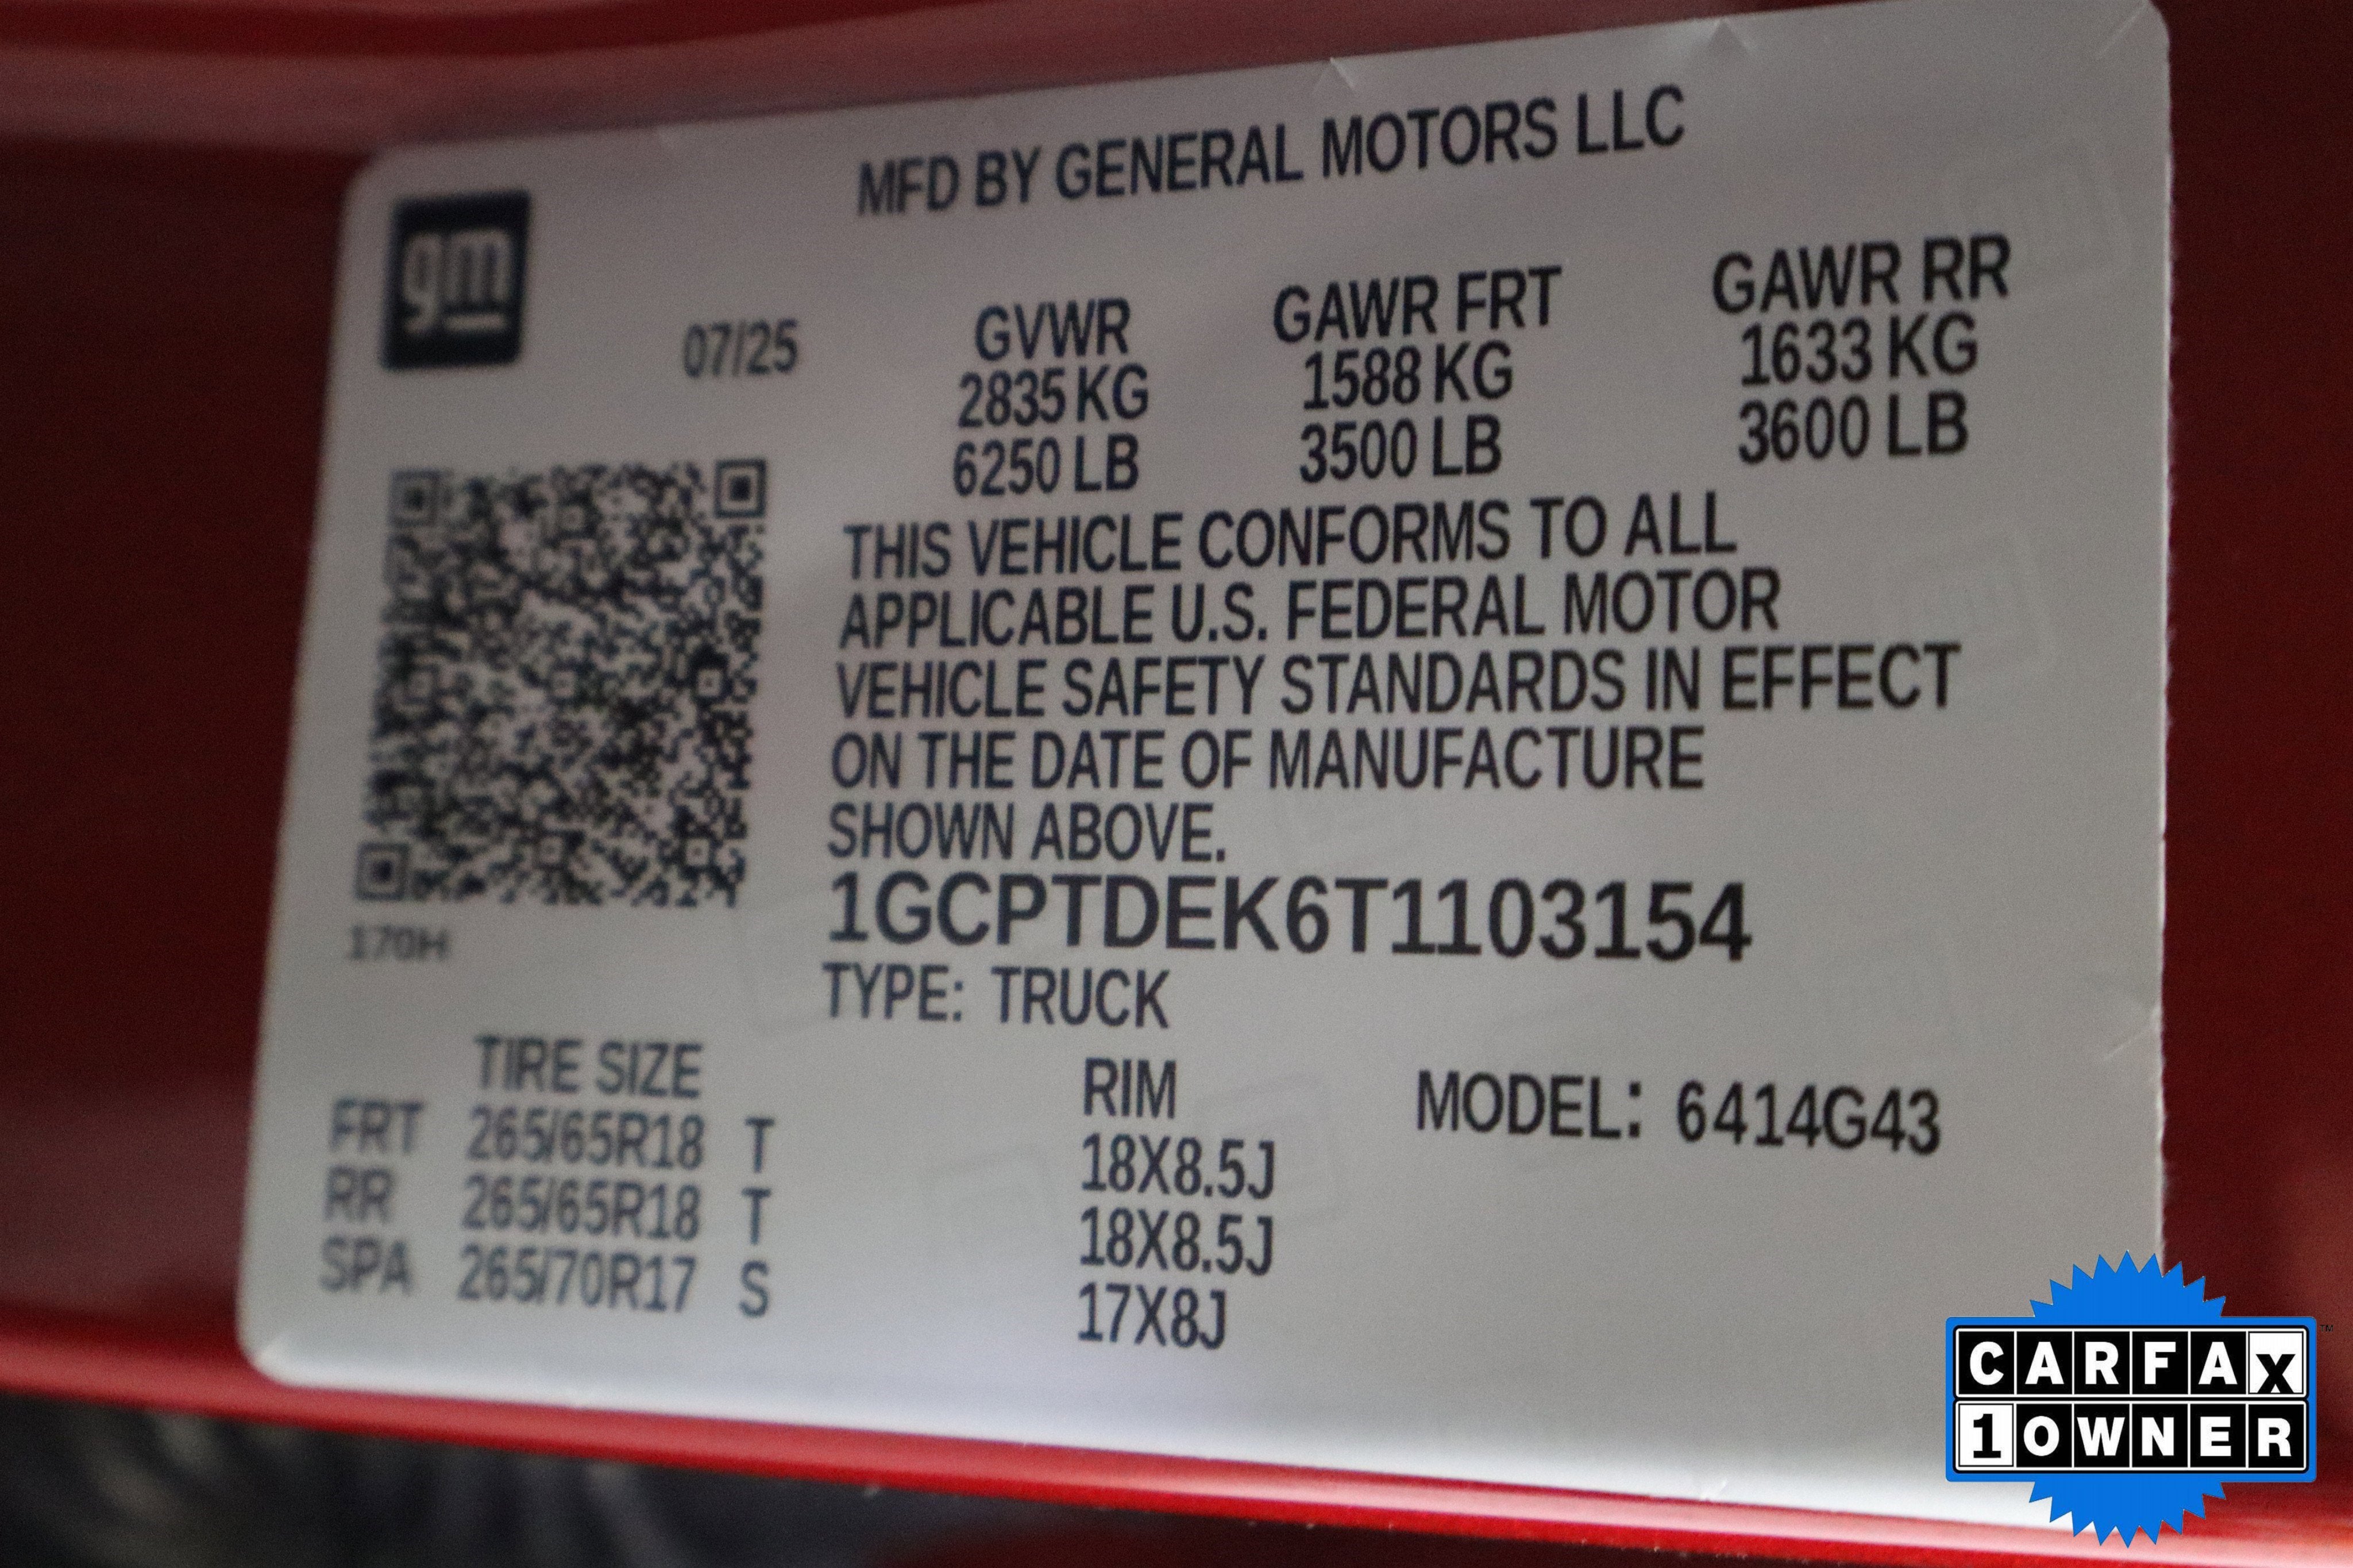 MFD BY GENERAL MOTORS LLC
gm
07/25
GVWR GAWR FRT GAWR RR
2835 KG 1588 KG 1633 KG
6250 LB 3500 LB 3600 LB
THIS VEHICLE CONFORMS TO ALL
APPLICABLE U.S. FEDERAL MOTOR
VEHICLE SAFETY STANDARDS IN EFFECT
ON THE DATE OF MANUFACTURE
SHOWN ABOVE.
1GCPTDEK6T1103154
170H
TYPE: TRUCK
TIRE SIZE RIM MODEL: 6414G43
FRT 265/65R18 T 18X8.5J
RR 265/65R18 T 18X8.5J
SPA 265/70R17 S 17X8J
CARFAX™
1 OWNER